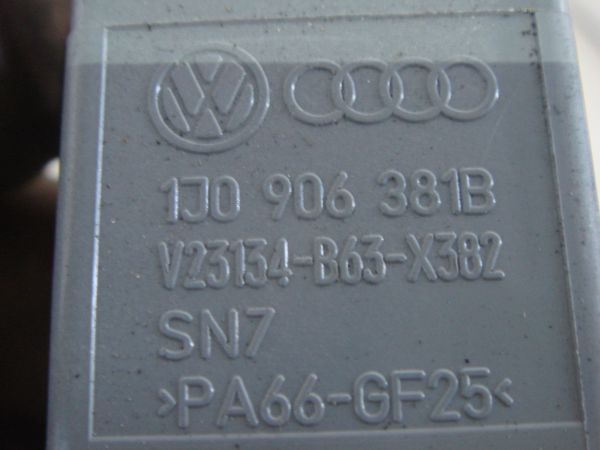 1J0 906 381B
V23134-B63-X382
SN7
>PA66-GF25<